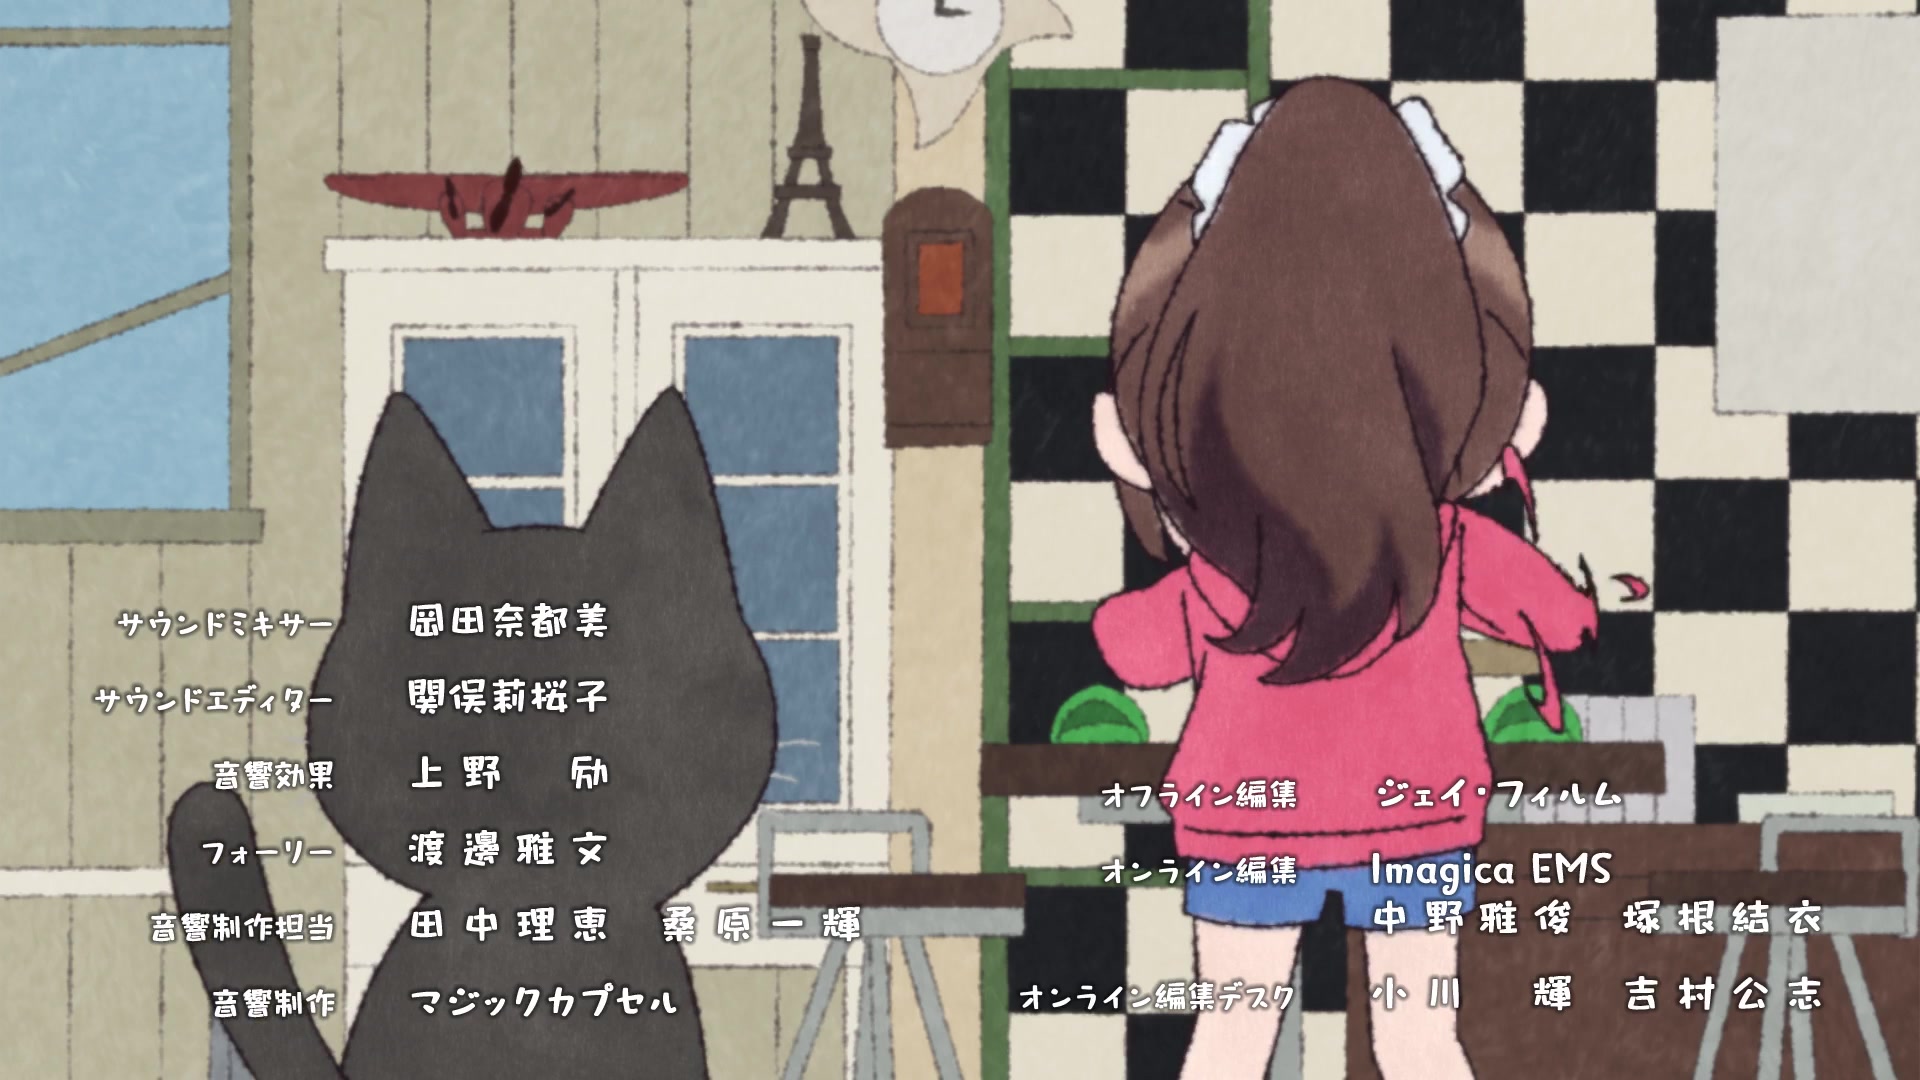 サウンドミキサー 岡田奈都美
サウンドエディター 関俣莉桜子
音響効果 上野 励
フォーリー 渡邊雅文
音響制作担当 田中理恵 桑原一輝
音響制作 マジックカプセル
オフライン編集 ジェイ・フィルム
オンライン編集 Imagica EMS
中野雅俊 塚根結衣
オンライン編集デスク 小川 輝 吉村公志